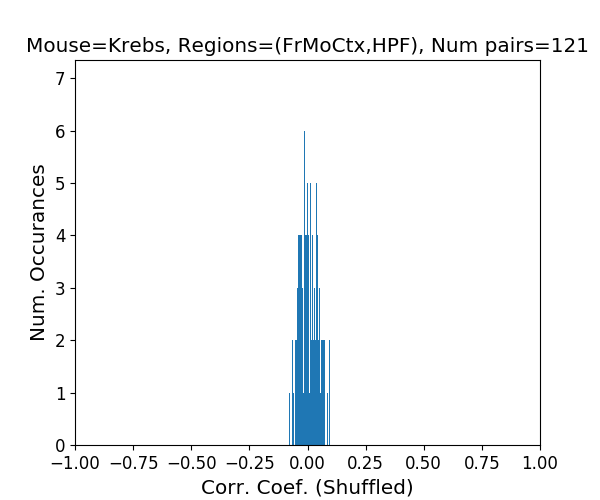 Mouse=Krebs, Regions=(FrMoCtx,HPF), Num pairs=121
7
6
5
4
3
2
1
0
Num. Occurances
−1.00 −0.75 −0.50 −0.25 0.00 0.25 0.50 0.75 1.00
Corr. Coef. (Shuffled)